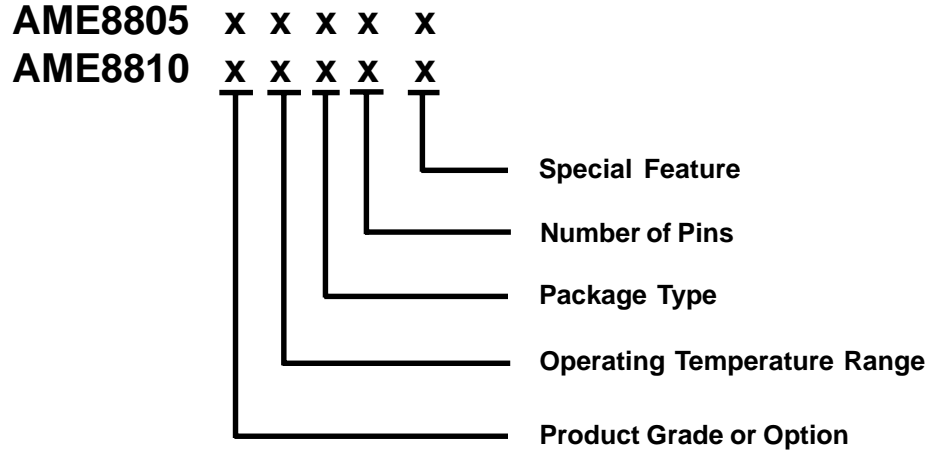 AME8805 x x x x x
AME8810 x x x x x
Special Feature
Number of Pins
Package Type
Operating Temperature Range
Product Grade or Option